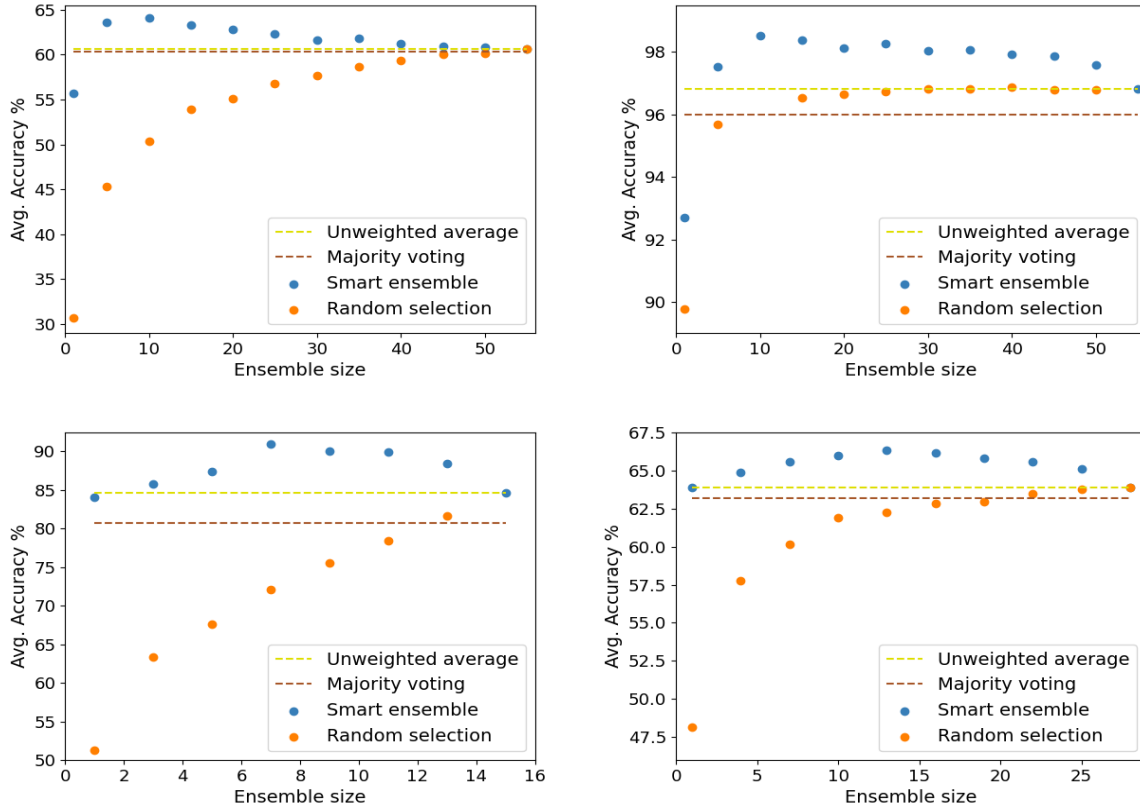 65
60
55
50
45
40
35
30
Avg. Accuracy %
0 10 20 30 40 50
Ensemble size
Unweighted average
Majority voting
Smart ensemble
Random selection
98
96
94
92
90
Avg. Accuracy %
0 10 20 30 40 50
Ensemble size
Unweighted average
Majority voting
Smart ensemble
Random selection
90
85
80
75
70
65
60
55
50
Avg. Accuracy %
0 2 4 6 8 10 12 14 16
Ensemble size
Unweighted average
Majority voting
Smart ensemble
Random selection
67.5
65.0
62.5
60.0
57.5
55.0
52.5
50.0
47.5
Avg. Accuracy %
0 5 10 15 20 25
Ensemble size
Unweighted average
Majority voting
Smart ensemble
Random selection